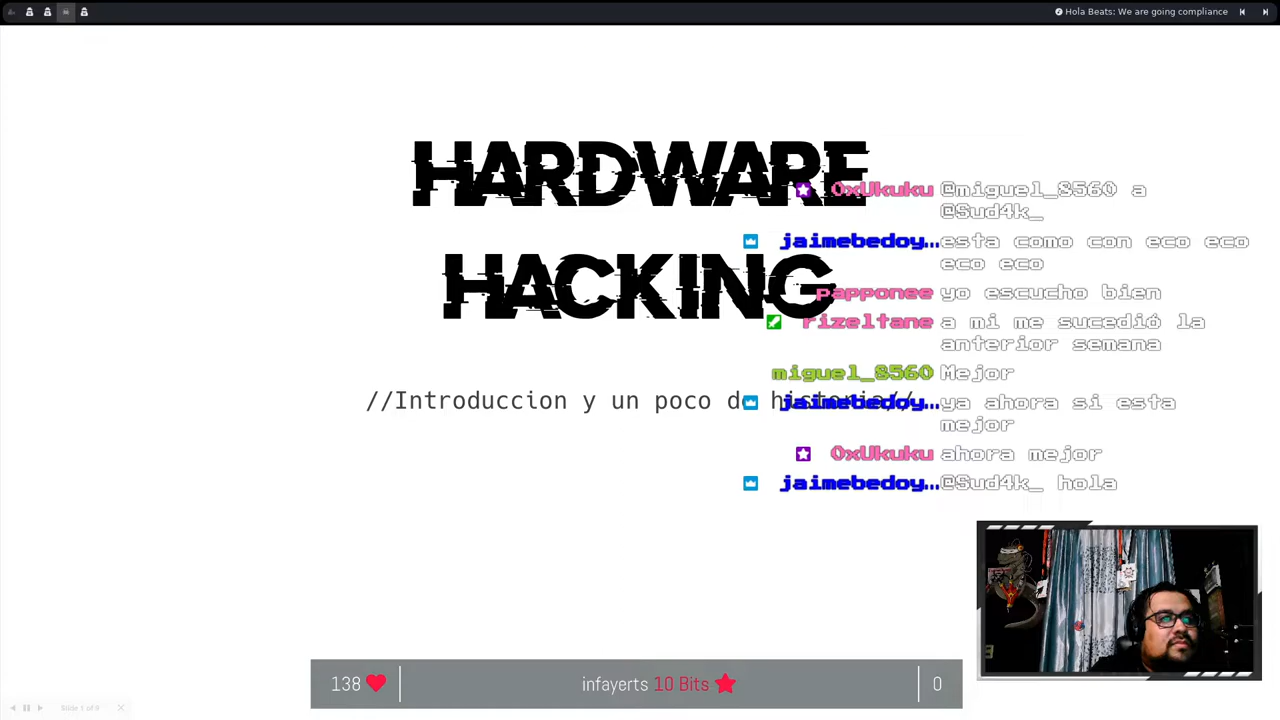 Hola Beats: We are going compliance
HARDWARE
HACKING
//Introduccion y un poco de historia//
0xUkuku @miguel_8560 a
@Sud4k_
jaimebedoy… esta como con eco eco
eco eco
papponee yo escucho bien
rizeltane a mi me sucedió la
anterior semana
miguel_8560 Mejor
jaimebedoy… ya ahora si esta
mejor
0xUkuku ahora mejor
jaimebedoy… @Sud4k_ hola
138
infayerts 10 Bits
0